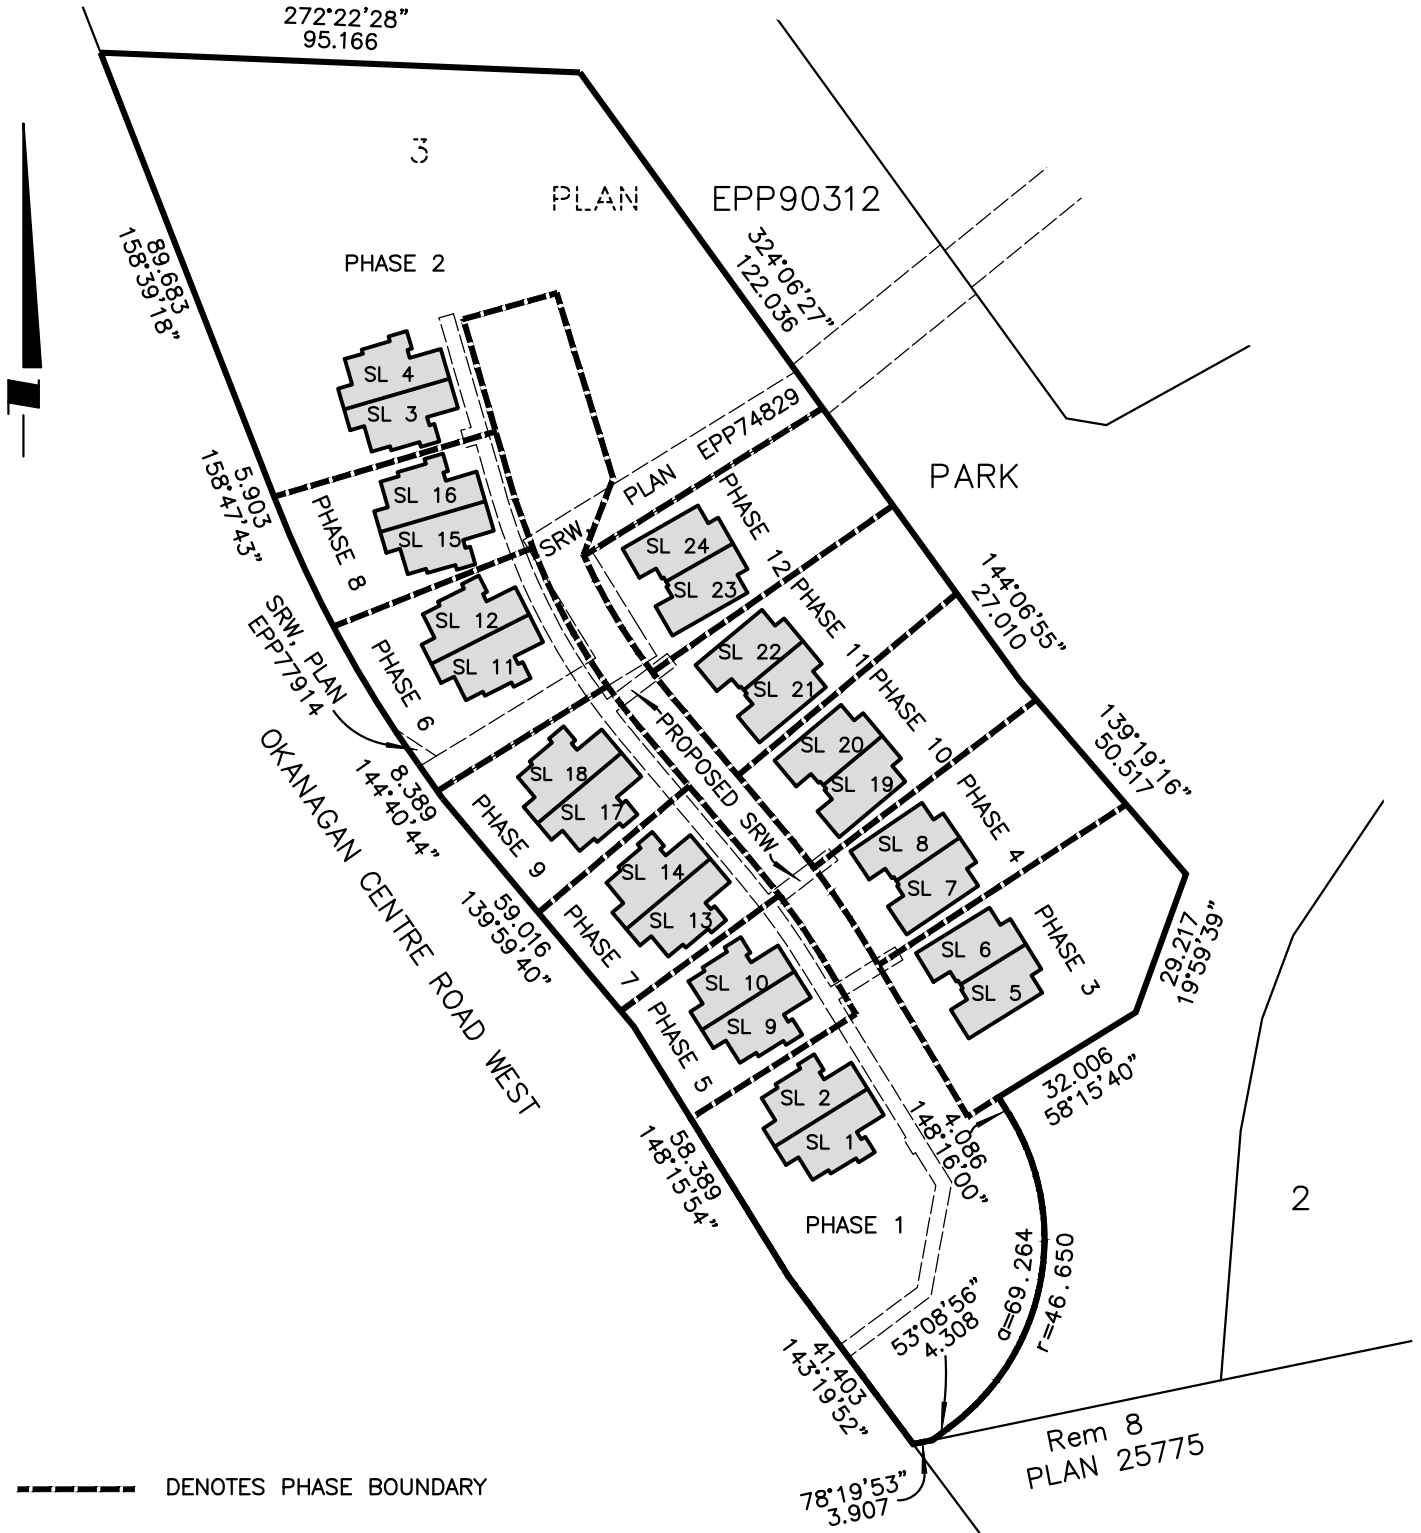 272°22'28"
95.166
3
PLAN EPP90312
PHASE 2
89.683
158°39'18"
324°06'27"
122.036
SL 4
SL 3
SRW PLAN EPP74829
PARK
5.903
158°47'43"
PHASE 8
SL 16
SL 15
PHASE 12
SL 24
SL 23
144°06'55"
27.010
SRW, PLAN
EPP77914
PHASE 6
SL 12
SL 11
PHASE 11
SL 22
SL 21
OKANAGAN CENTRE ROAD WEST
8.389
144°40'44"
PHASE 9
SL 18
SL 17
PROPOSED SRW
PHASE 10
SL 20
SL 19
139°19'16"
50.517
59.016
139°59'40"
PHASE 7
SL 14
SL 13
PHASE 4
SL 8
SL 7
PHASE 5
SL 10
SL 9
PHASE 3
SL 6
SL 5
29.217
19°59'39"
32.006
58°15'40"
58.389
148°15'54"
SL 2
SL 1
4.086
148°16'00"
PHASE 1
2
a=69.264
r=46.650
53°08'56"
4.308
41.403
143°19'52"
Rem 8
PLAN 25775
78°19'53"
3.907
DENOTES PHASE BOUNDARY